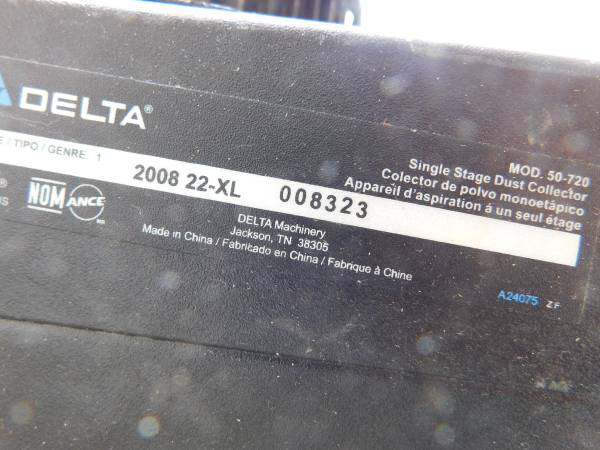 DELTA®
MOD. 50-720
Single Stage Dust Collector
Colector de polvo monoetápico
Appareil d'aspiration á un seul étage
/ TIPO / GENRE: 1
2008 22-XL 008323
NOM ANCE
DELTA Machinery
Jackson, TN 38305
Made in China / Fabricado en China / Fabriqué à Chine
A24075 ZF